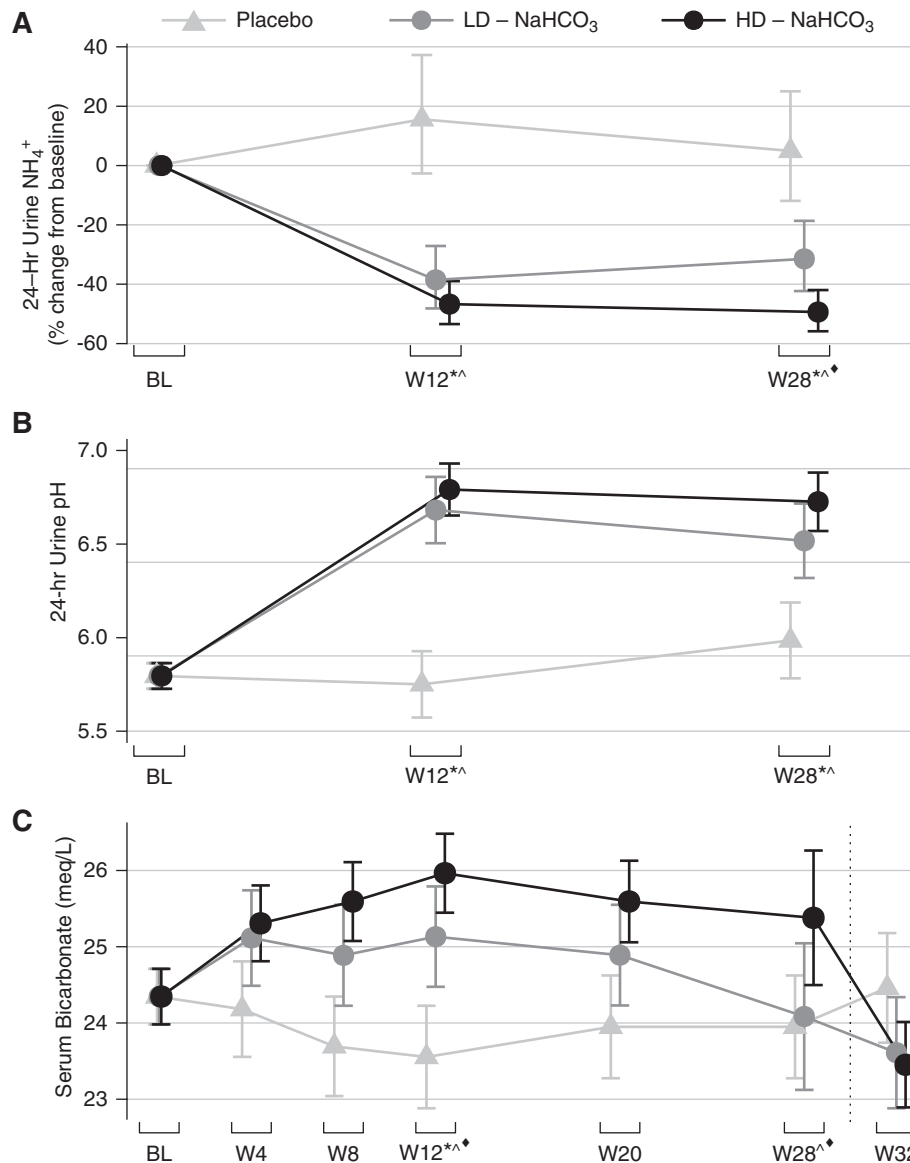 A
Placebo LD – NaHCO₃ HD – NaHCO₃
40
20
0
-20
-40
-60
24–Hr Urine NH₄⁺
(% change from baseline)
BL W12*^ W28*^♦
B
7.0
6.5
6.0
5.5
24-hr Urine pH
BL W12*^ W28*^
C
26
25
24
23
Serum Bicarbonate (meq/L)
BL W4 W8 W12*^♦ W20 W28^♦ W32